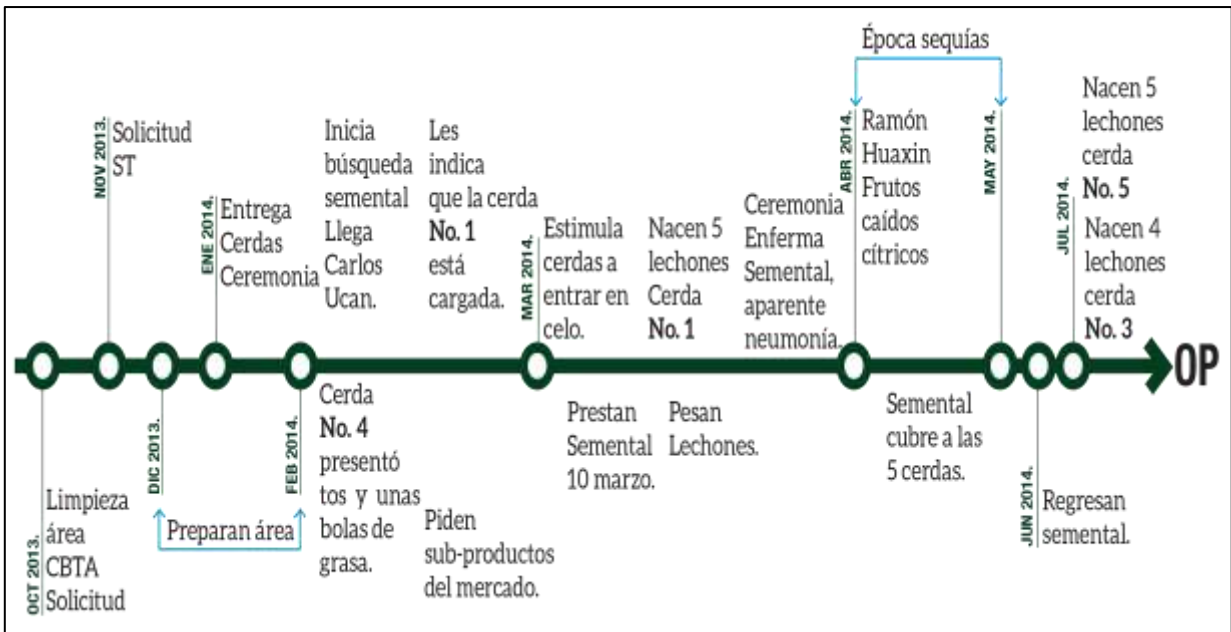 OCT 2013.
Limpieza
área
CBTA
Solicitud
NOV 2013.
Solicitud
ST
DIC 2013.
Preparan área
ENE 2014.
Entrega
Cerdas
Ceremonia
FEB 2014.
Inicia
búsqueda
semental
Llega
Carlos
Ucan.
Les
indica
que la cerda
No. 1
está
cargada.
Cerda
No. 4
presentó
tos y unas
bolas de
grasa.
Piden
sub-productos
del mercado.
MAR 2014.
Estimula
cerdas a
entrar en
celo.
Nacen 5
lechones
Cerda
No. 1
Prestan
Semental
10 marzo.
Pesan
Lechones.
Ceremonia
Enferma
Semental,
aparente
neumonía.
Época sequías
ABR 2014.
Ramón
Huaxin
Frutos
caídos
cítricos
Semental
cubre a las
5 cerdas.
MAY 2014.
JUN 2014.
Regresan
semental.
JUL 2014.
Nacen 5
lechones
cerda
No. 5
Nacen 4
lechones
cerda
No. 3
OP